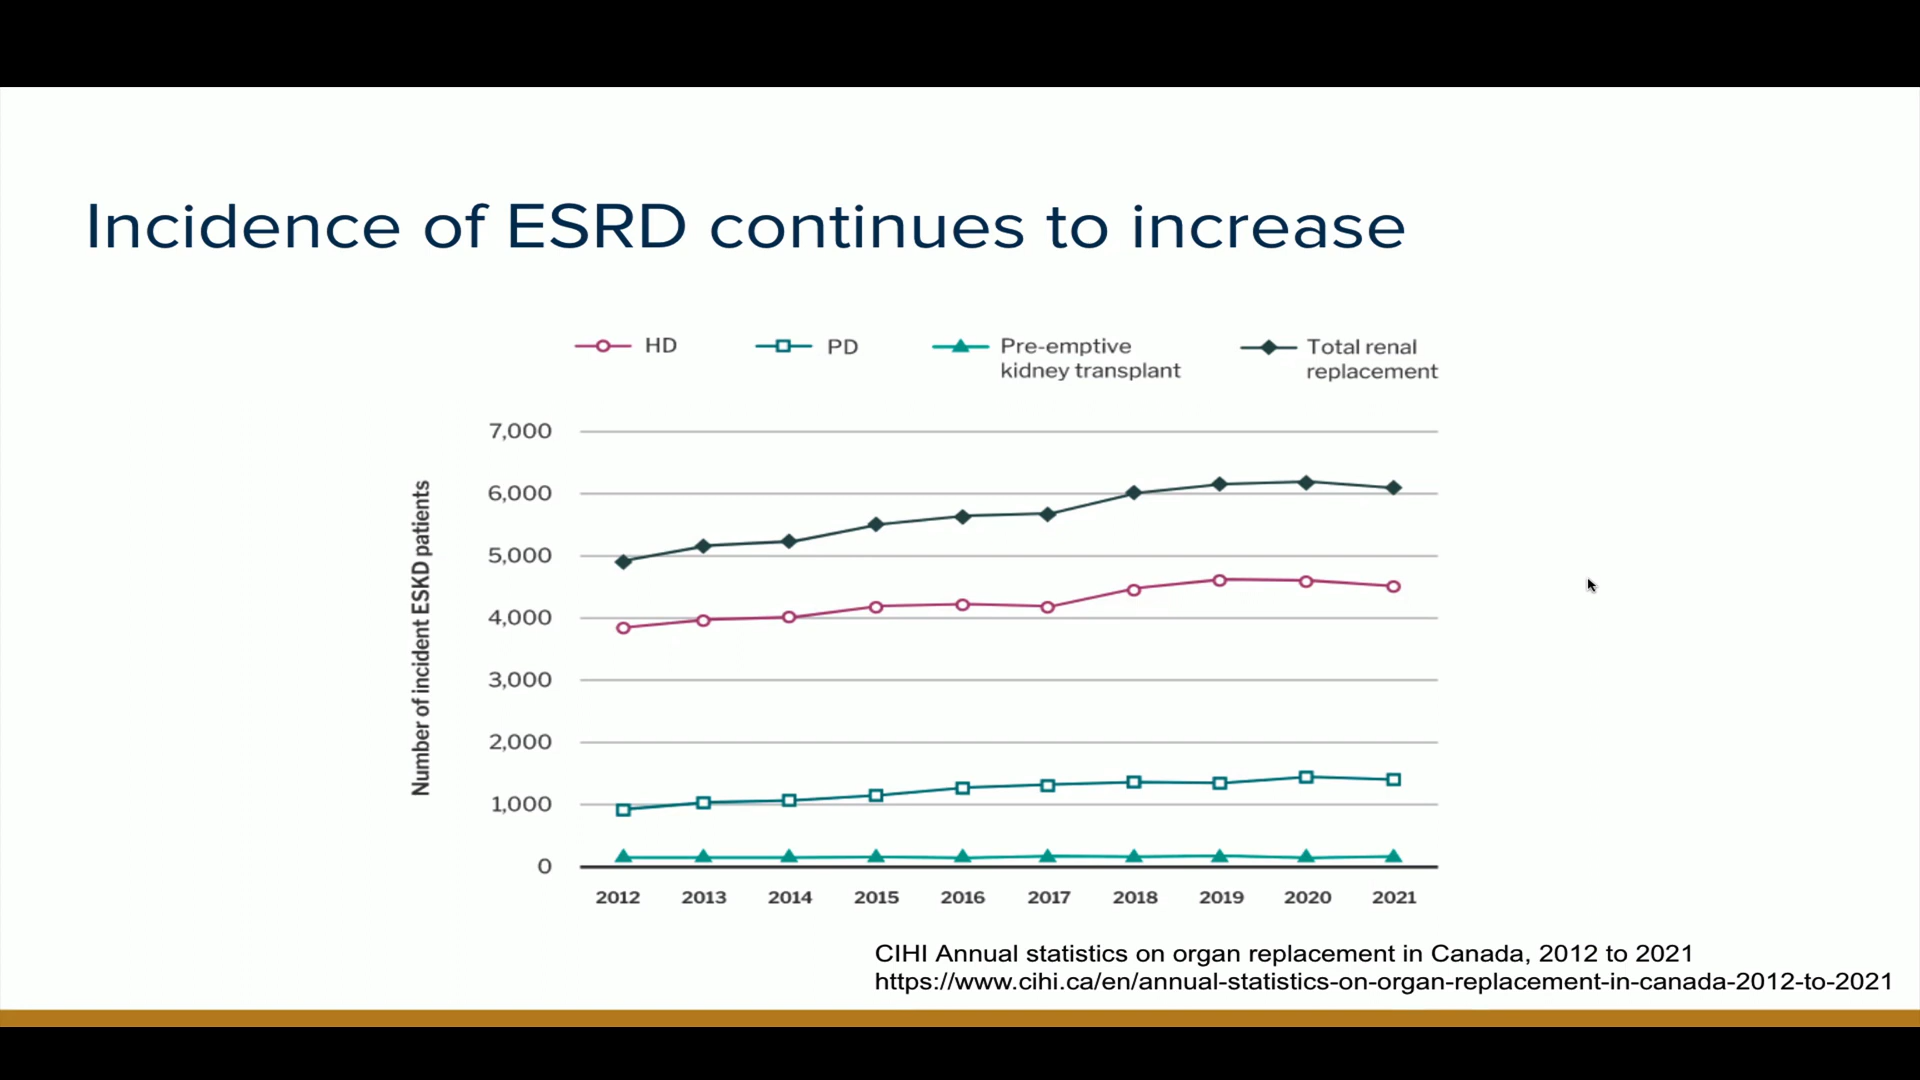 Incidence of ESRD continues to increase
HD
PD
Pre-emptive
kidney transplant
Total renal
replacement
Number of incident ESKD patients
7,000
6,000
5,000
4,000
3,000
2,000
1,000
0
2012 2013 2014 2015 2016 2017 2018 2019 2020 2021
CIHI Annual statistics on organ replacement in Canada, 2012 to 2021
https://www.cihi.ca/en/annual-statistics-on-organ-replacement-in-canada-2012-to-2021